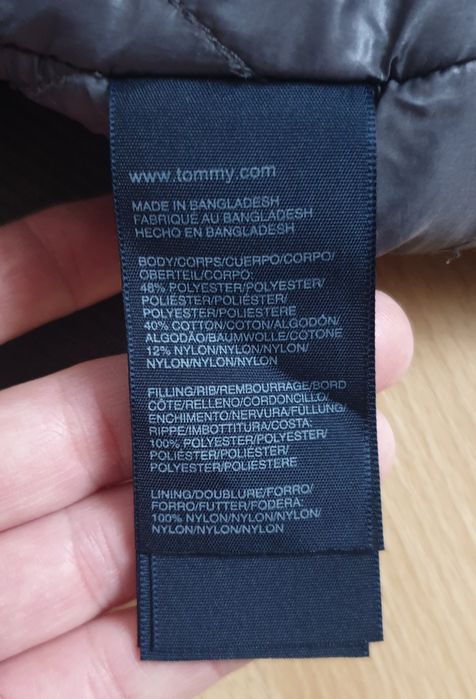 www.tommy.com
MADE IN BANGLADESH
FABRIQUÉ AU BANGLADESH
HECHO EN BANGLADESH
BODY/CORPS/CUERPO/CORPO/
OBERTEIL/CORPO:
48% POLYESTER/POLYESTER/
POLIÉSTER/POLIÉSTER/
POLYESTER/POLIESTERE
40% COTTON/COTON/ALGODÓN/
ALGODÃO/BAUMWOLLE/COTONE
12% NYLON/NYLON/NYLON/
NYLON/NYLON/NYLON
FILLING/RIB/REMBOURRAGE/BORD
CÔTE/RELLENO/CORDONCILLO/
ENCHIMENTO/NERVURA/FÜLLUNG/
RIPPE/IMBOTTITURA/COSTA:
100% POLYESTER/POLYESTER/
POLIÉSTER/POLIÉSTER/
POLYESTER/POLIESTERE
LINING/DOUBLURE/FORRO/
FORRO/FUTTER/FODERA:
100% NYLON/NYLON/NYLON/
NYLON/NYLON/NYLON